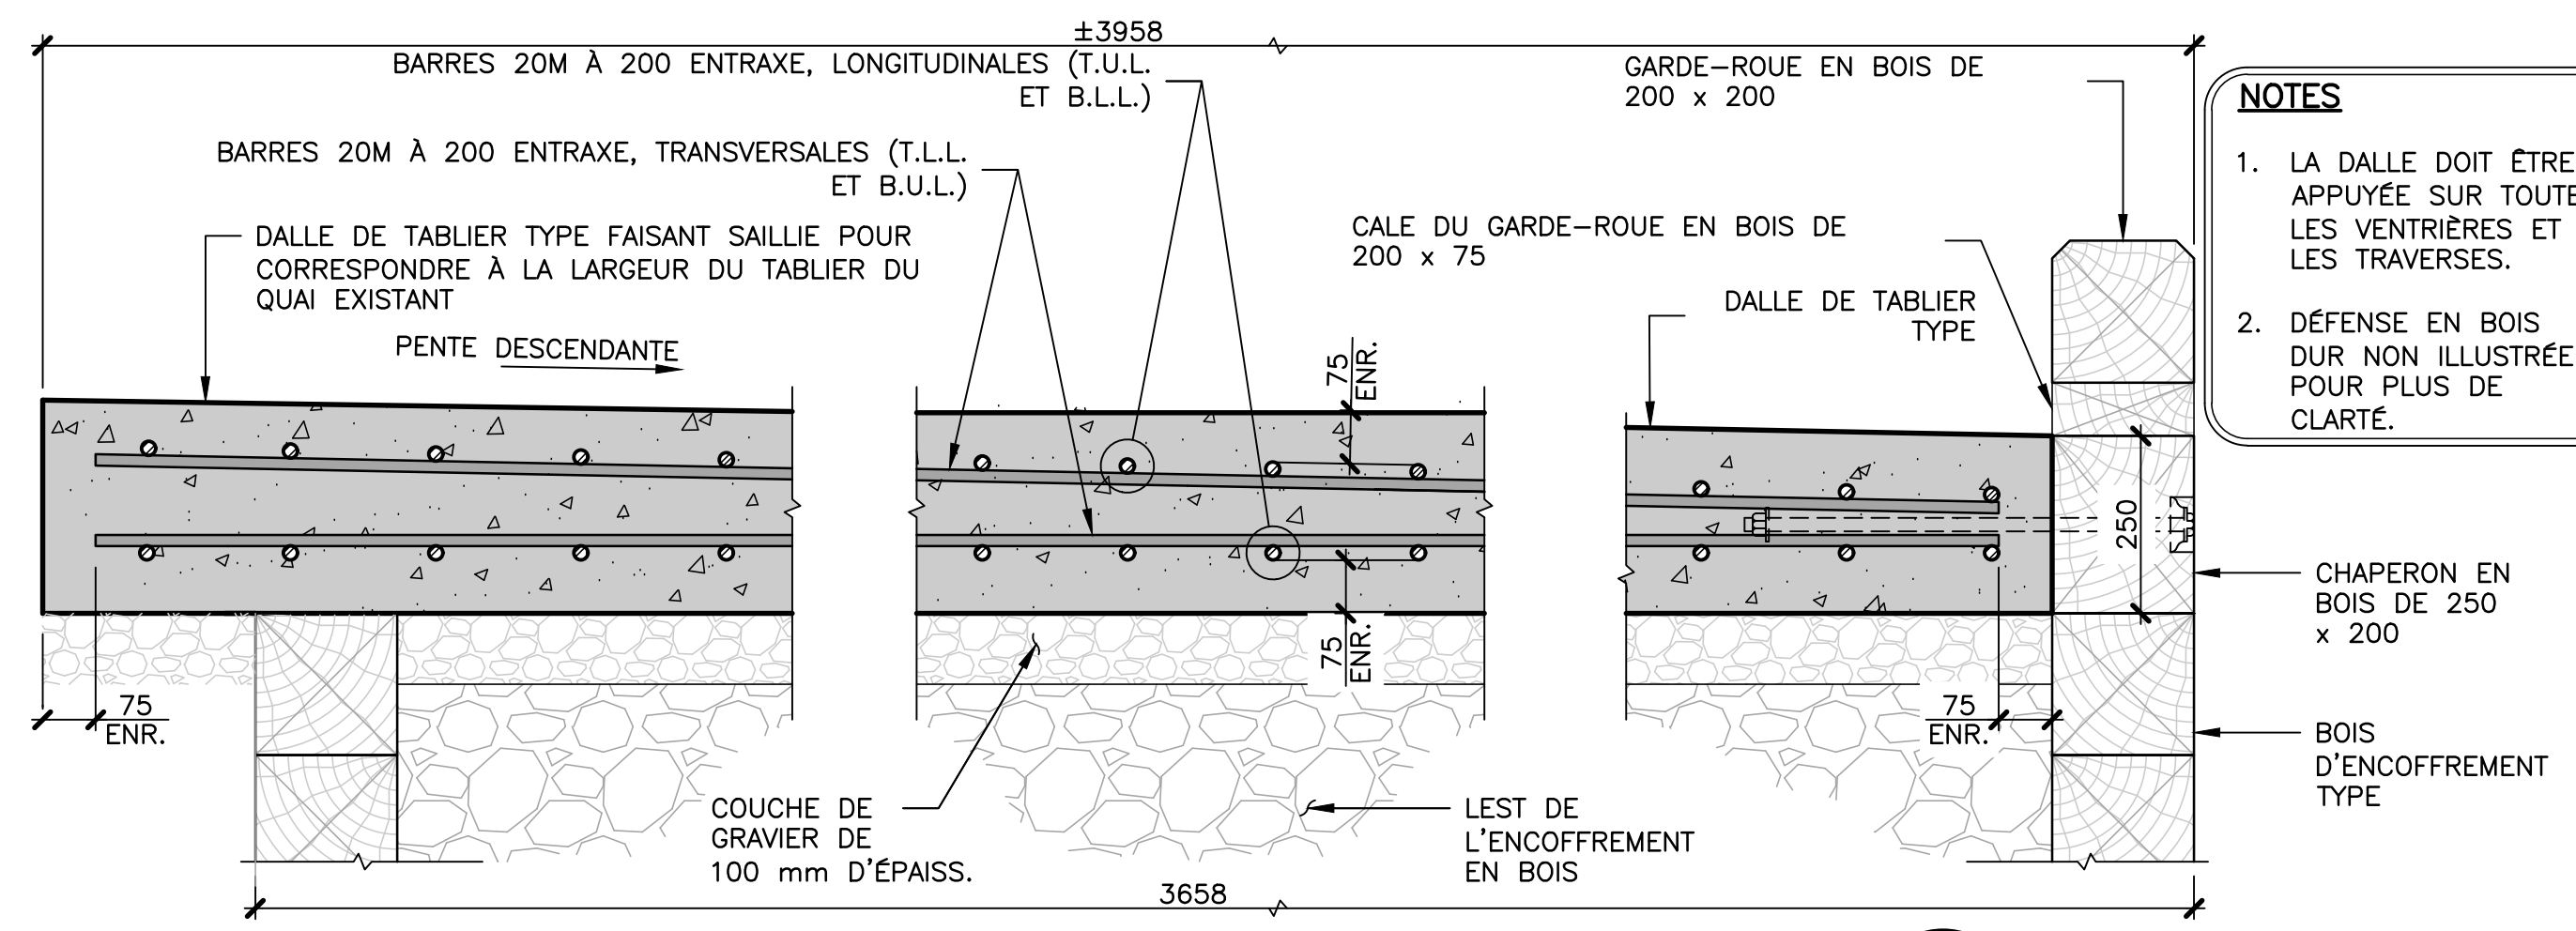 ±3958
BARRES 20M À 200 ENTRAXE, LONGITUDINALES (T.U.L.
ET B.L.L.)
BARRES 20M À 200 ENTRAXE, TRANSVERSALES (T.L.L.
ET B.U.L.)
DALLE DE TABLIER TYPE FAISANT SAILLIE POUR
CORRESPONDRE À LA LARGEUR DU TABLIER DU
QUAI EXISTANT
PENTE DESCENDANTE
GARDE-ROUE EN BOIS DE
200 x 200
CALE DU GARDE-ROUE EN BOIS DE
200 x 75
DALLE DE TABLIER
TYPE
NOTES
1. LA DALLE DOIT ÊTRE
APPUYÉE SUR TOUTE
LES VENTRIÈRES ET
LES TRAVERSES.
2. DÉFENSE EN BOIS
DUR NON ILLUSTRÉE
POUR PLUS DE
CLARTÉ.
75
ENR.
250
75
ENR.
75
ENR.
75
ENR.
CHAPERON EN
BOIS DE 250
x 200
BOIS
D'ENCOFFREMENT
TYPE
COUCHE DE
GRAVIER DE
100 mm D'ÉPAISS.
LEST DE
L'ENCOFFREMENT
EN BOIS
3658